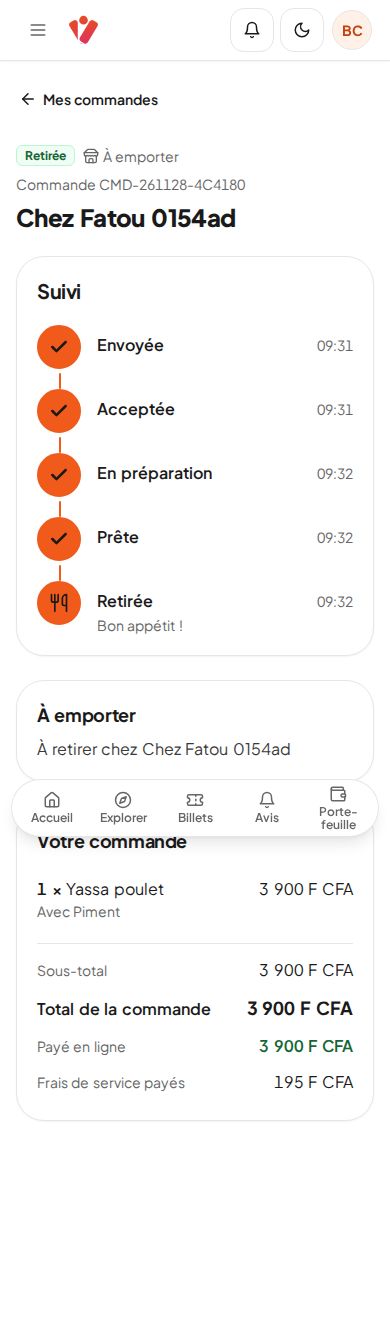 BC
Mes commandes
Retirée À emporter
Commande CMD-261128-4C4180
Chez Fatou 0154ad
Suivi
Envoyée 09:31
Acceptée 09:31
En préparation 09:32
Prête 09:32
Retirée 09:32
Bon appétit !
À emporter
À retirer chez Chez Fatou 0154ad
Accueil Explorer Billets Avis Porte-
feuille
Votre commande
1 × Yassa poulet 3 900 F CFA
Avec Piment
Sous-total 3 900 F CFA
Total de la commande 3 900 F CFA
Payé en ligne 3 900 F CFA
Frais de service payés 195 F CFA